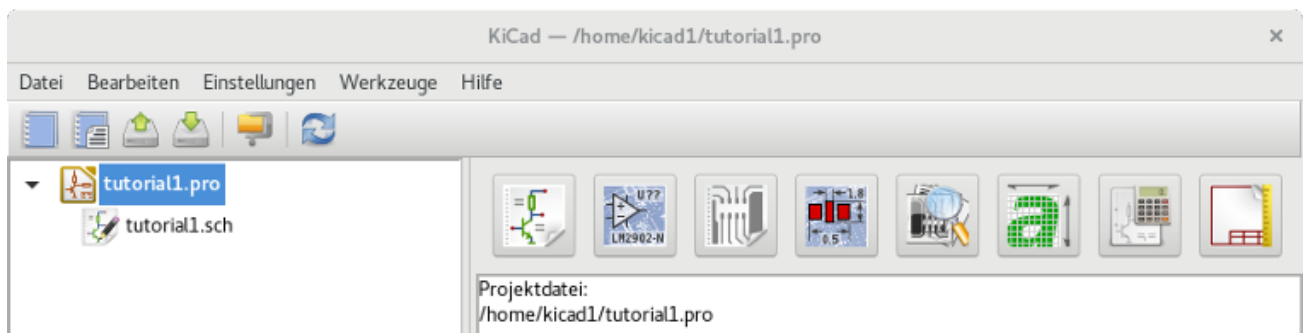 KiCad — /home/kicad1/tutorial1.pro
Datei Bearbeiten Einstellungen Werkzeuge Hilfe
tutorial1.pro
tutorial1.sch
U??
LM2902-N
1.8
0.5
a
Projektdatei:
/home/kicad1/tutorial1.pro